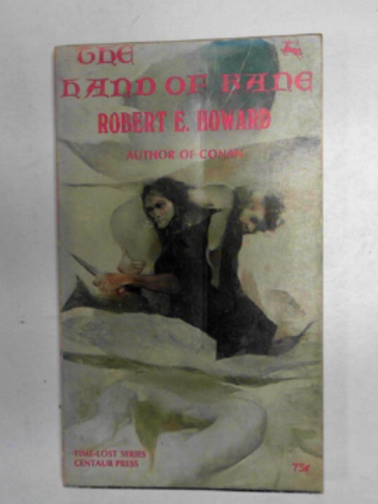 THE
HAND OF KANE
ROBERT E. HOWARD
AUTHOR OF CONAN
TIME-LOST SERIES
CENTAUR PRESS
75¢